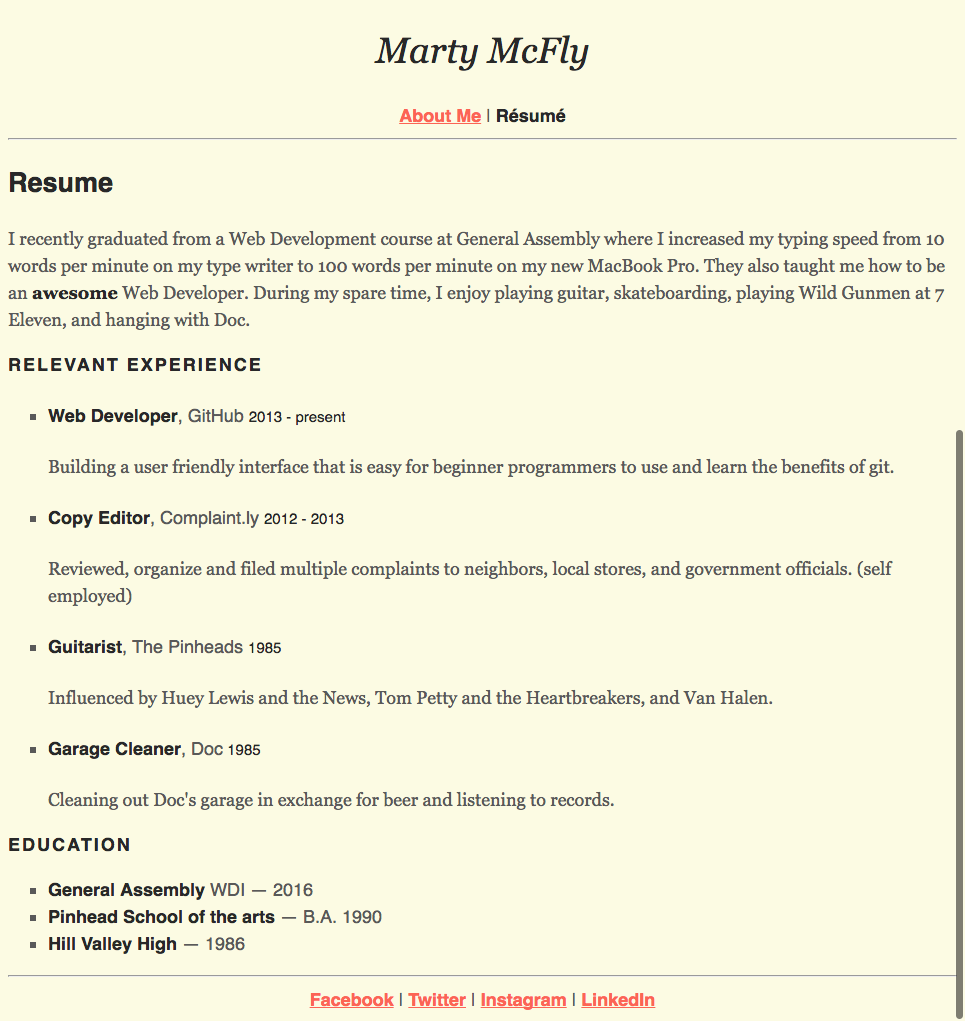 Marty McFly
About Me | Résumé
Resume
I recently graduated from a Web Development course at General Assembly where I increased my typing speed from 10
words per minute on my type writer to 100 words per minute on my new MacBook Pro. They also taught me how to be
an awesome Web Developer. During my spare time, I enjoy playing guitar, skateboarding, playing Wild Gunmen at 7
Eleven, and hanging with Doc.
RELEVANT EXPERIENCE
Web Developer, GitHub 2013 - present
Building a user friendly interface that is easy for beginner programmers to use and learn the benefits of git.
Copy Editor, Complaint.ly 2012 - 2013
Reviewed, organize and filed multiple complaints to neighbors, local stores, and government officials. (self
employed)
Guitarist, The Pinheads 1985
Influenced by Huey Lewis and the News, Tom Petty and the Heartbreakers, and Van Halen.
Garage Cleaner, Doc 1985
Cleaning out Doc's garage in exchange for beer and listening to records.
EDUCATION
General Assembly WDI — 2016
Pinhead School of the arts — B.A. 1990
Hill Valley High — 1986
Facebook | Twitter | Instagram | LinkedIn